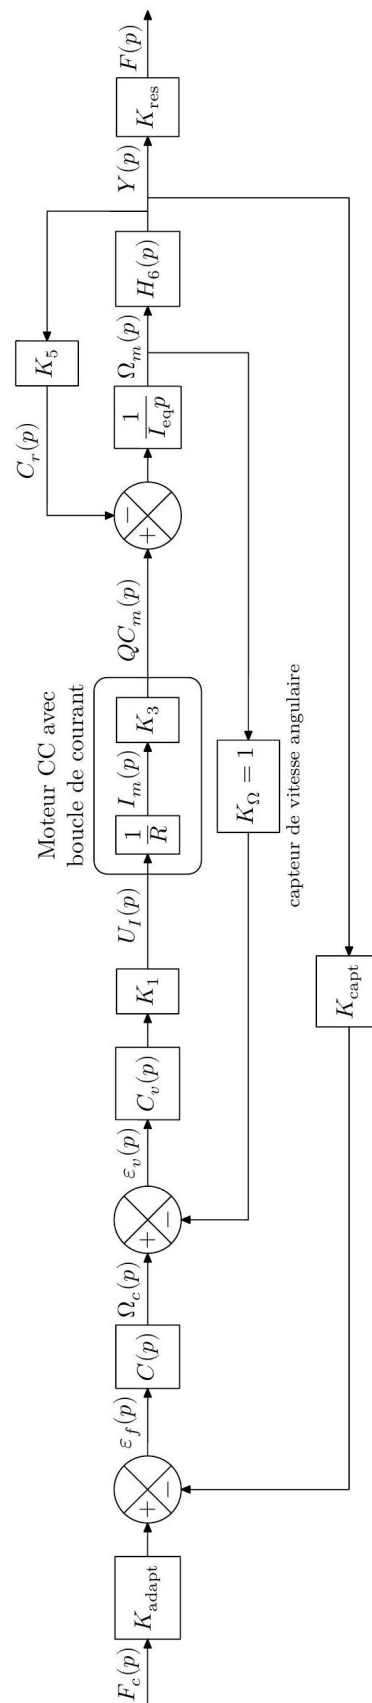 F_c(p)
K_adapt
+
−
ε_f(p)
C(p)
Ω_c(p)
+
−
ε_v(p)
C_v(p)
K_1
U_I(p)
Moteur CC avec
boucle de courant
1/R
I_m(p)
K_3
QC_m(p)
+
−
C_r(p)
K_5
1/(I_eq p)
Ω_m(p)
H_6(p)
Y(p)
K_res
F(p)
K_Ω = 1
capteur de vitesse angulaire
K_capt